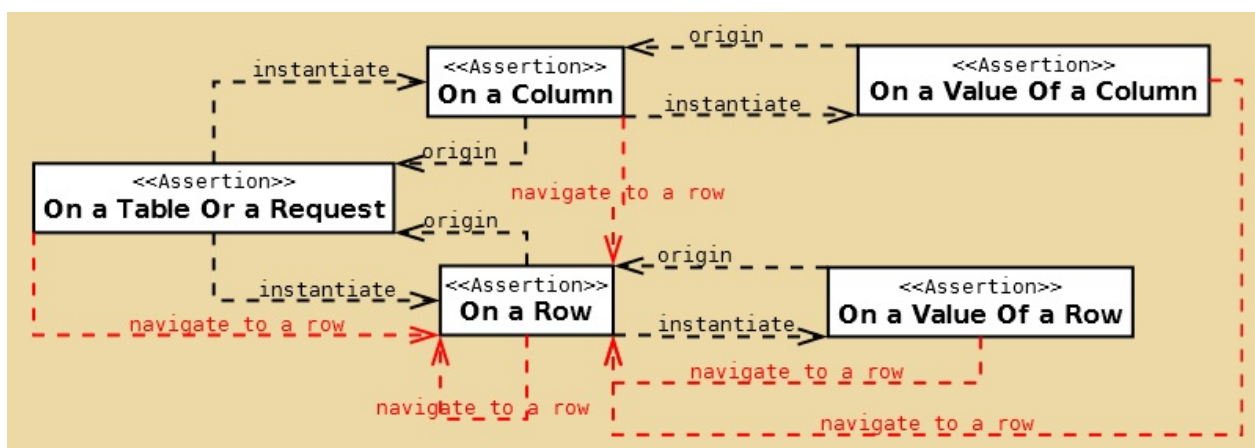 origin
<<Assertion>>
On a Column
instantiate
<<Assertion>>
On a Value Of a Column
instantiate
origin
<<Assertion>>
On a Table Or a Request
navigate to a row
origin
origin
<<Assertion>>
On a Row
<<Assertion>>
On a Value Of a Row
instantiate
navigate to a row
instantiate
navigate to a row
navigate to a row
navigate to a row